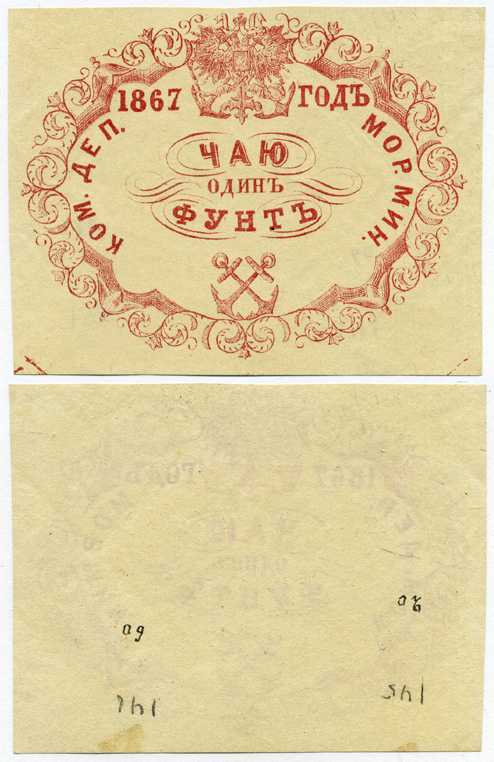 1867 ГОДЪ
КОМ. ДЕП. МОР. МИН.
ЧАЮ
ОДИНЪ
ФУНТЪ